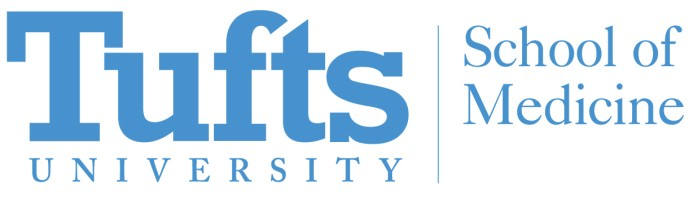 Tufts
UNIVERSITY
School of
Medicine